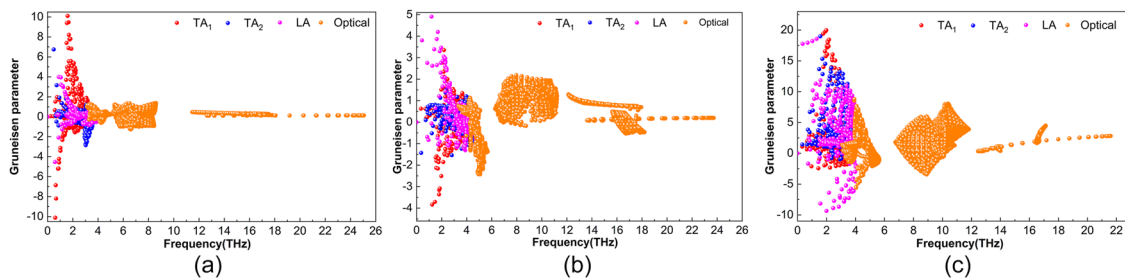 (a)
TA1 TA2 LA Optical
Gruneisen parameter
10
8
6
4
2
0
-2
-4
-6
-8
-10
0 2 4 6 8 10 12 14 16 18 20 22 24 26
Frequency(THz)
(a)
(b)
TA1 TA2 LA Optical
Gruneisen parameter
5
4
3
2
1
0
-1
-2
-3
-4
0 2 4 6 8 10 12 14 16 18 20 22 24 26
Frequency(THz)
(b)
(c)
TA1 TA2 LA Optical
Gruneisen parameter
20
15
10
5
0
-5
-10
0 2 4 6 8 10 12 14 16 18 20 22 24
Frequency(THz)
(c)